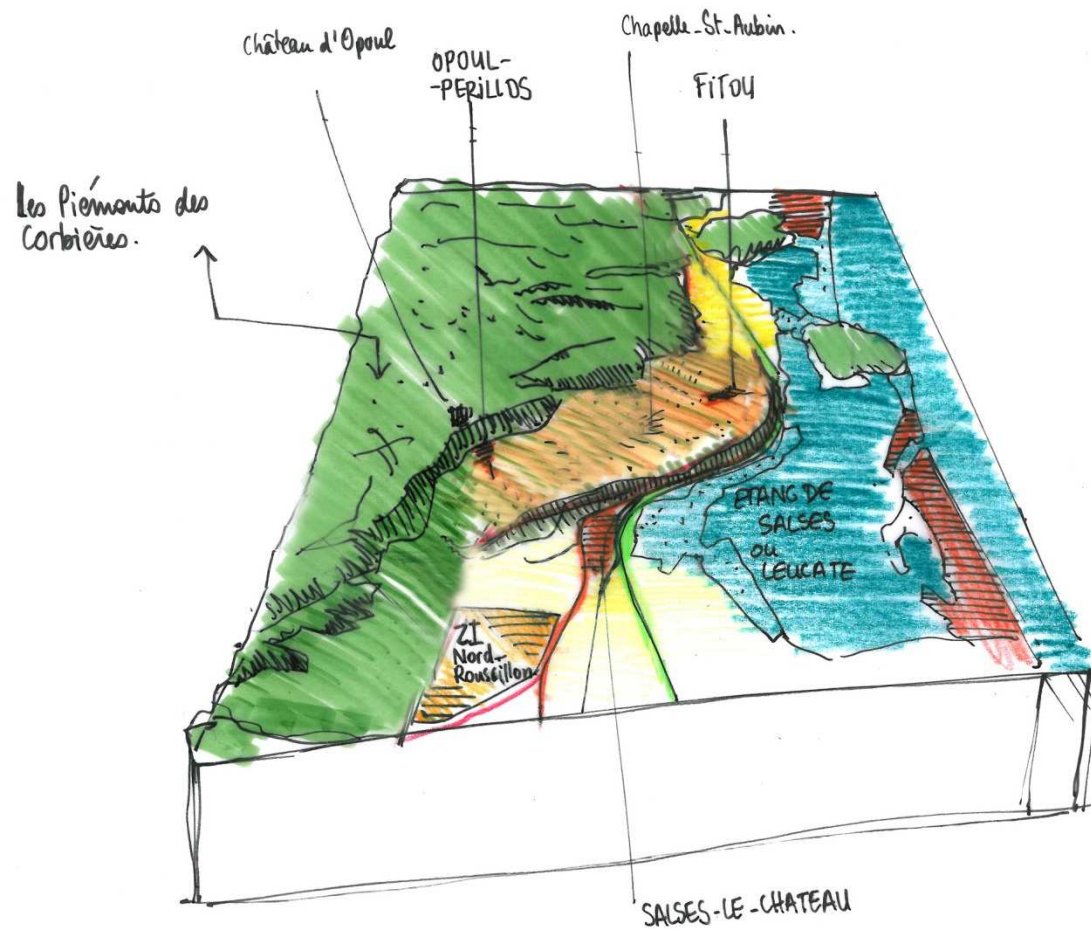 Château d'Opoul
OPOUL-
-PERILLOS
Chapelle-St-Aubin.
FITOU
Les Piémonts des
Corbières.
ETANG DE
SALSES
OU
LEUCATE
ZI
Nord-
Roussillon
SALSES-LE-CHATEAU